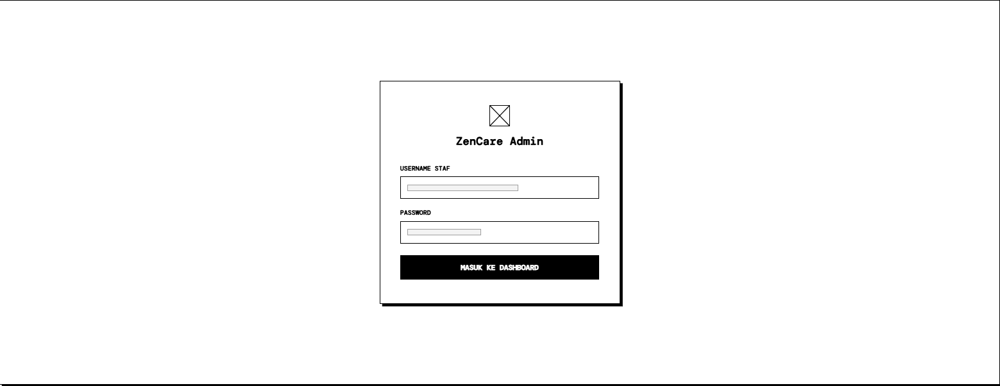 ZenCare Admin
USERNAME STAF
PASSWORD
MASUK KE DASHBOARD